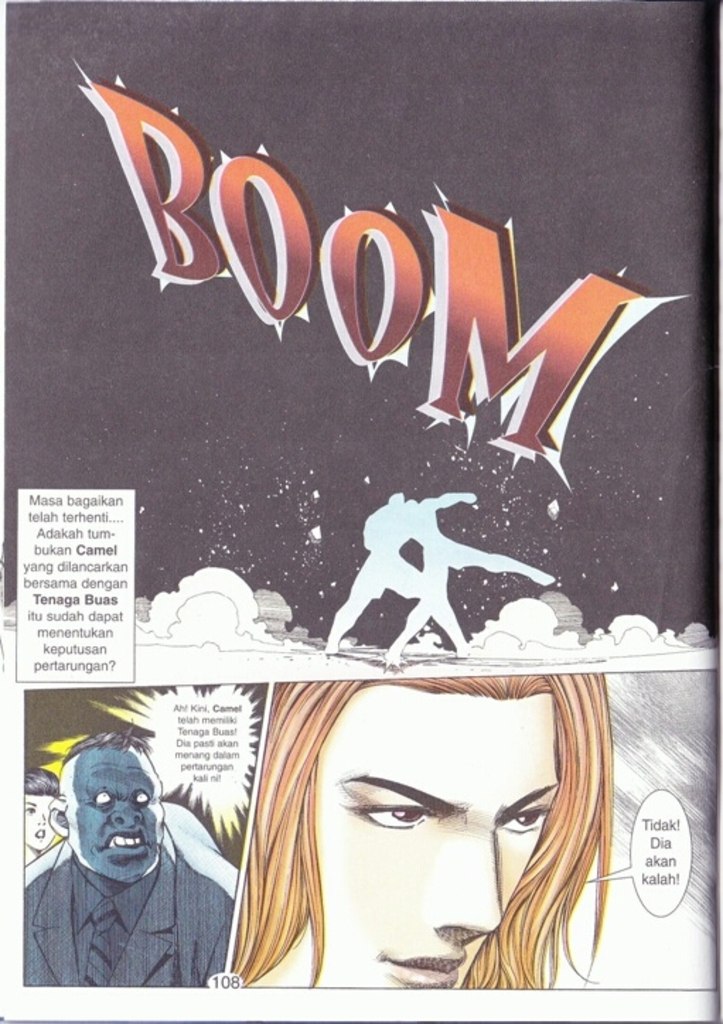 BOOM
Masa bagaikan
telah terhenti....
Adakah tum-
bukan Camel
yang dilancarkan
bersama dengan
Tenaga Buas
itu sudah dapat
menentukan
keputusan
pertarungan?
Ah! Kini, Camel
telah memiliki
Tenaga Buas!
Dia pasti akan
menang dalam
pertarungan
kali ni!
Tidak!
Dia
akan
kalah!
108